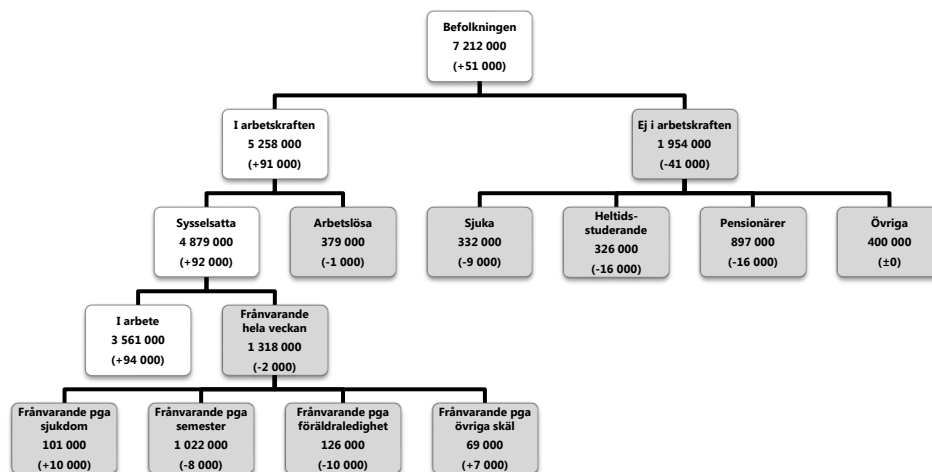 Befolkningen
7 212 000
(+51 000)
I arbetskraften
5 258 000
(+91 000)
Ej i arbetskraften
1 954 000
(-41 000)
Sysselsatta
4 879 000
(+92 000)
Arbetslösa
379 000
(-1 000)
Sjuka
332 000
(-9 000)
Heltids-
studerande
326 000
(-16 000)
Pensionärer
897 000
(-16 000)
Övriga
400 000
(±0)
I arbete
3 561 000
(+94 000)
Frånvarande
hela veckan
1 318 000
(-2 000)
Frånvarande pga
sjukdom
101 000
(+10 000)
Frånvarande pga
semester
1 022 000
(-8 000)
Frånvarande pga
föräldraledighet
126 000
(-10 000)
Frånvarande pga
övriga skäl
69 000
(+7 000)